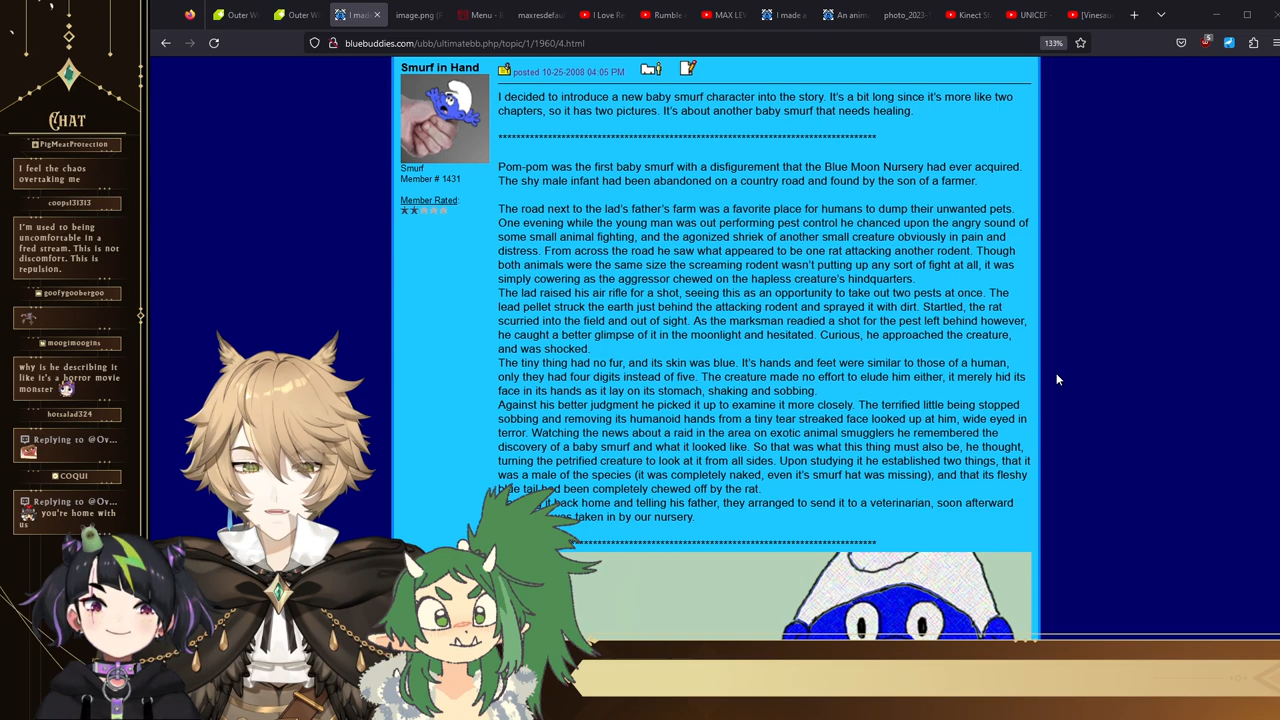 Outer W
Outer W
I mad
image.png (F
Menu - R
maxresdefau
I Love Re
Rumble
MAX LEV
I made a
An anim
photo_2023-
Kinect St
UNICEF
[Vinesau
bluebuddies.com/ubb/ultimatebb.php/topic/1/1960/4.html
133%
CHAT
PigMeatProtection
I feel the chaos
overtaking me
coops131313
I'm used to being
uncomfortable in a
fred stream. This is not
discomfort. This is
repulsion.
goofygoobergoo
moogimoogins
why is he describing it
like it's a horror movie
monster
hotsalad324
Replying to @Ov...
COQUI
Replying to @Ov...
you're home with
us
Smurf in Hand
Smurf
Member # 1431
Member Rated:
posted 10-25-2008 04:05 PM
I decided to introduce a new baby smurf character into the story. It's a bit long since it's more like two
chapters, so it has two pictures. It's about another baby smurf that needs healing.
************************************************************************************
Pom-pom was the first baby smurf with a disfigurement that the Blue Moon Nursery had ever acquired.
The shy male infant had been abandoned on a country road and found by the son of a farmer.
The road next to the lad's father's farm was a favorite place for humans to dump their unwanted pets.
One evening while the young man was out performing pest control he chanced upon the angry sound of
some small animal fighting, and the agonized shriek of another small creature obviously in pain and
distress. From across the road he saw what appeared to be one rat attacking another rodent. Though
both animals were the same size the screaming rodent wasn't putting up any sort of fight at all, it was
simply cowering as the aggressor chewed on the hapless creature's hindquarters.
The lad raised his air rifle for a shot, seeing this as an opportunity to take out two pests at once. The
lead pellet struck the earth just behind the attacking rodent and sprayed it with dirt. Startled, the rat
scurried into the field and out of sight. As the marksman readied a shot for the pest left behind however,
he caught a better glimpse of it in the moonlight and hesitated. Curious, he approached the creature,
and was shocked.
The tiny thing had no fur, and its skin was blue. It's hands and feet were similar to those of a human,
only they had four digits instead of five. The creature made no effort to elude him either, it merely hid its
face in its hands as it lay on its stomach, shaking and sobbing.
Against his better judgment he picked it up to examine it more closely. The terrified little being stopped
sobbing and removing its humanoid hands from a tiny tear streaked face looked up at him, wide eyed in
terror. Watching the news about a raid in the area on exotic animal smugglers he remembered the
discovery of a baby smurf and what it looked like. So that was what this thing must also be, he thought,
turning the petrified creature to look at it from all sides. Upon studying it he established two things, that it
was a male of the species (it was completely naked, even it's smurf hat was missing), and that its fleshy
tail had been completely chewed off by the rat.
it back home and telling his father, they arranged to send it to a veterinarian, soon afterward
taken in by our nursery.
********************************************************************